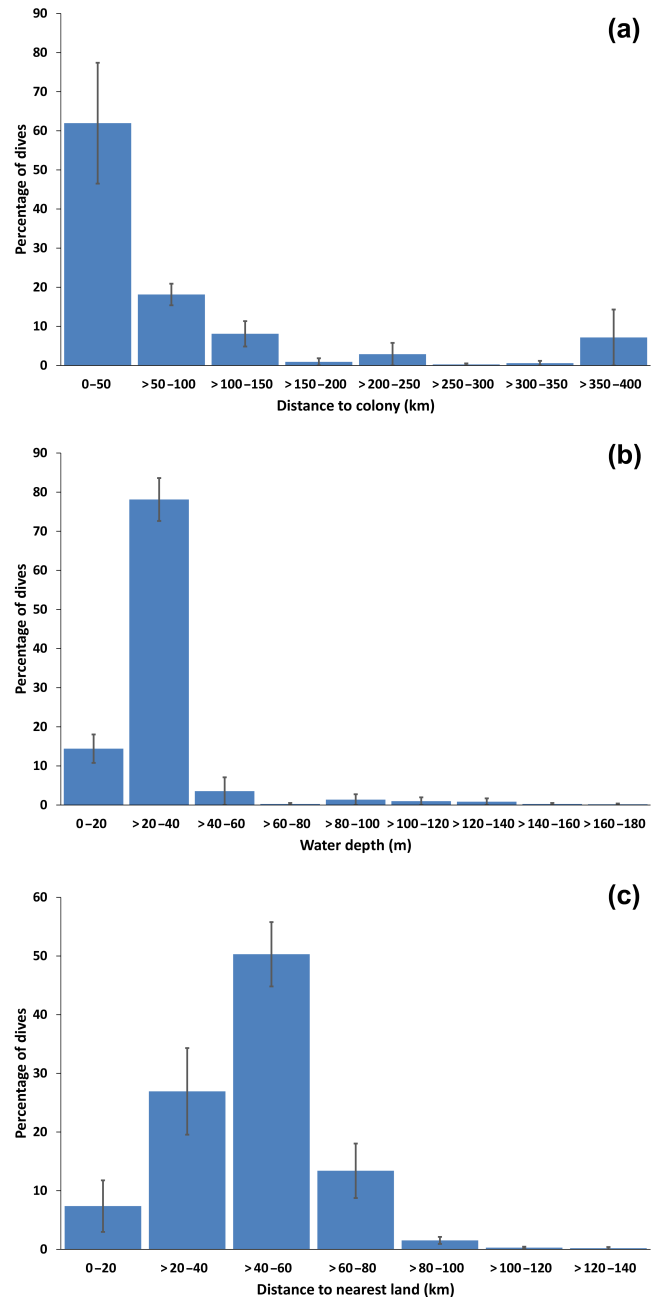 (a)
Percentage of dives
90
80
70
60
50
40
30
20
10
0
0–50 >50–100 >100–150 >150–200 >200–250 >250–300 >300–350 >350–400
Distance to colony (km)
(b)
Percentage of dives
90
80
70
60
50
40
30
20
10
0
0–20 >20–40 >40–60 >60–80 >80–100 >100–120 >120–140 >140–160 >160–180
Water depth (m)
(c)
Percentage of dives
60
50
40
30
20
10
0
0–20 >20–40 >40–60 >60–80 >80–100 >100–120 >120–140
Distance to nearest land (km)